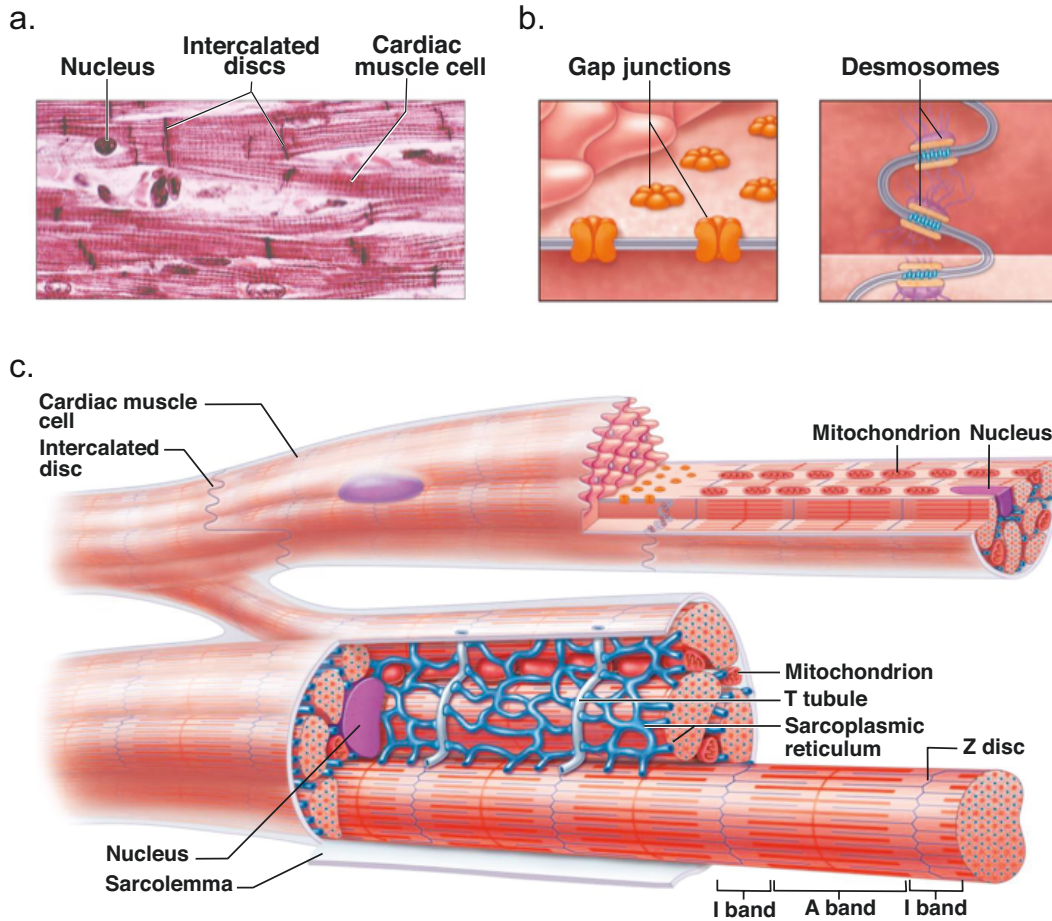 a.
Nucleus
Intercalated
discs
Cardiac
muscle cell
b.
Gap junctions
Desmosomes
c.
Cardiac muscle
cell
Intercalated
disc
Mitochondrion
Nucleus
Mitochondrion
T tubule
Sarcoplasmic
reticulum
Z disc
Nucleus
Sarcolemma
I band
A band
I band